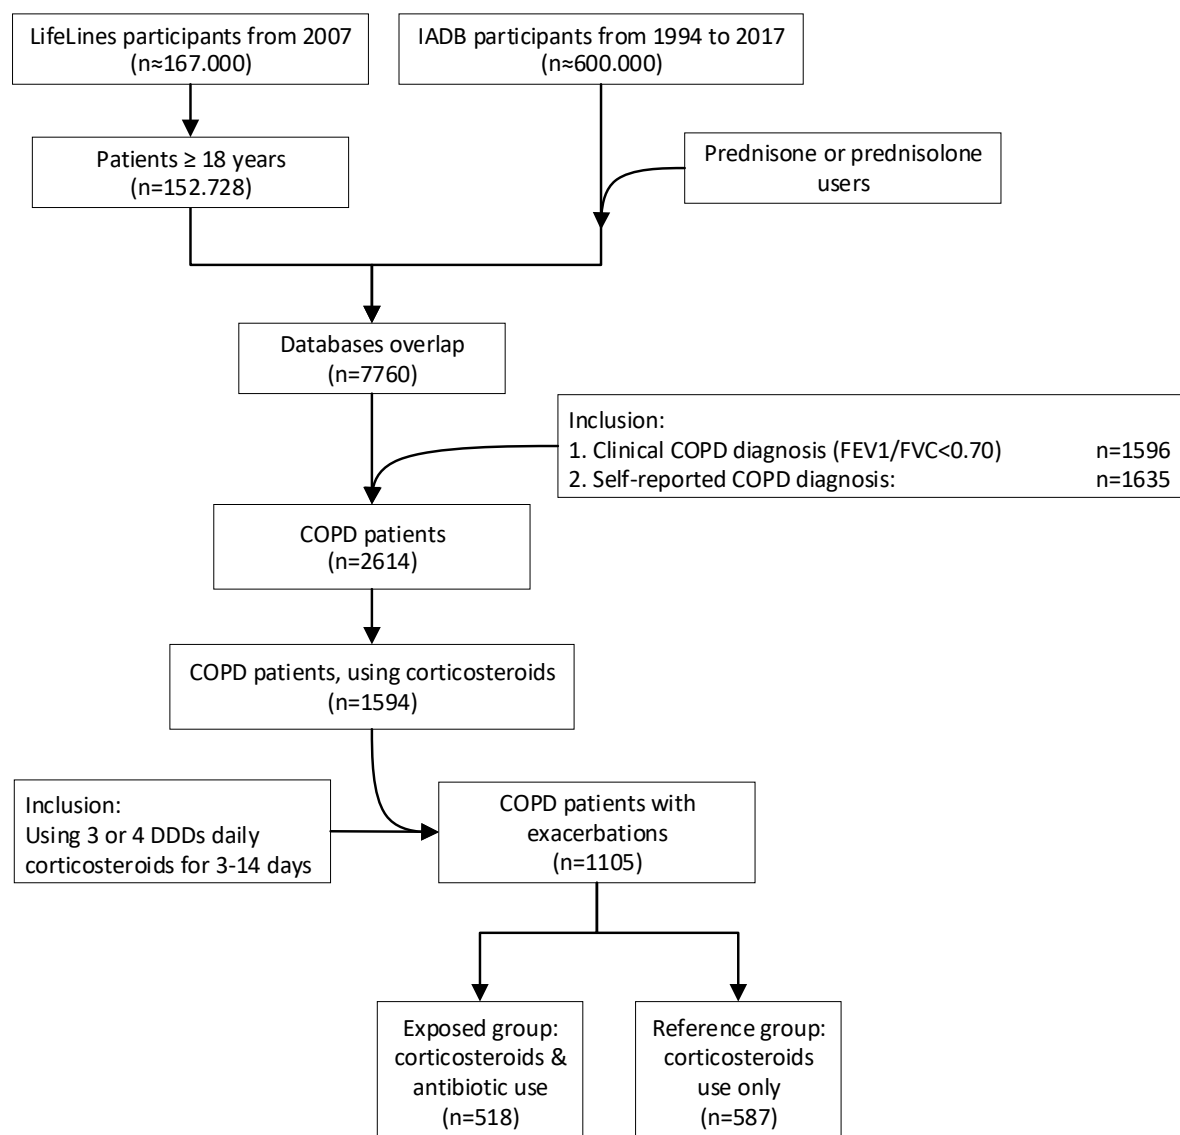 LifeLines participants from 2007
(n≈167.000)
IADB participants from 1994 to 2017
(n≈600.000)
Patients ≥ 18 years
(n=152.728)
Prednisone or prednisolone
users
Databases overlap
(n=7760)
Inclusion:
1. Clinical COPD diagnosis (FEV1/FVC<0.70) n=1596
2. Self-reported COPD diagnosis: n=1635
COPD patients
(n=2614)
COPD patients, using corticosteroids
(n=1594)
Inclusion:
Using 3 or 4 DDDs daily
corticosteroids for 3-14 days
COPD patients with
exacerbations
(n=1105)
Exposed group:
corticosteroids &
antibiotic use
(n=518)
Reference group:
corticosteroids
use only
(n=587)